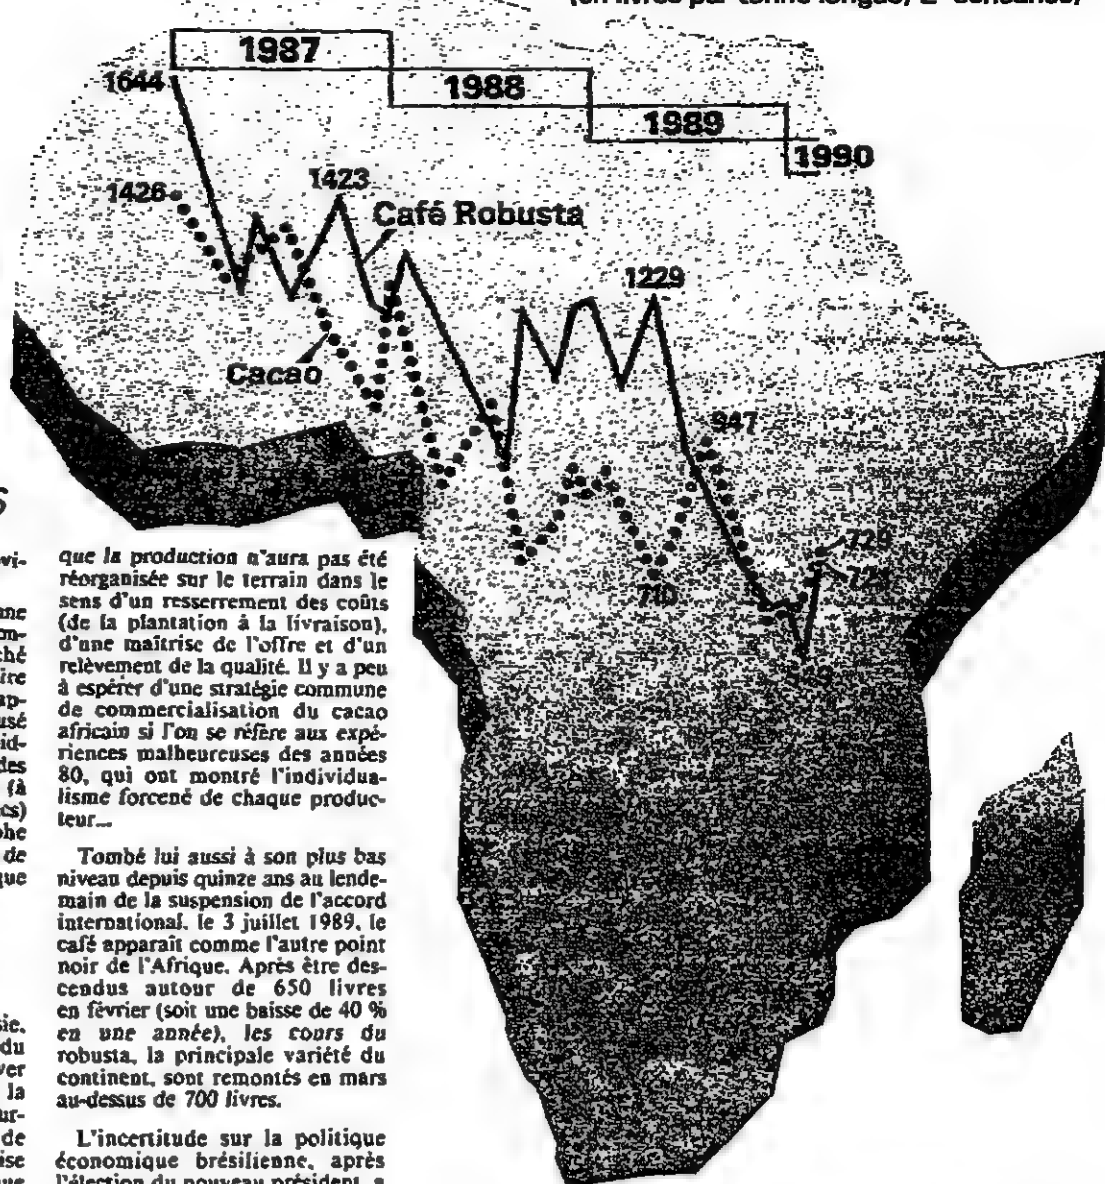 1987
1988
1989
1990
1644
1426
1423
Café Robusta
Cacao
1229
947
729
710
que la production n'aura pas été
réorganisée sur le terrain dans le
sens d'un resserrement des coûts
(de la plantation à la livraison),
d'une maîtrise de l'offre et d'un
relèvement de la qualité. Il y a peu
à espérer d'une stratégie commune
de commercialisation du cacao
africain si l'on se réfère aux expé-
riences malheureuses des années
80, qui ont montré l'individua-
lisme forcené de chaque produc-
teur...
Tombé lui aussi à son plus bas
niveau depuis quinze ans au lende-
main de la suspension de l'accord
international, le 3 juillet 1989, le
café apparaît comme l'autre point
noir de l'Afrique. Après être des-
cendus autour de 650 livres
en février (soit une baisse de 40 %
en une année), les cours du
robusta, la principale variété du
continent, sont remontés en mars
au-dessus de 700 livres.
L'incertitude sur la politique
économique brésilienne, après
l'élection du nouveau président, a